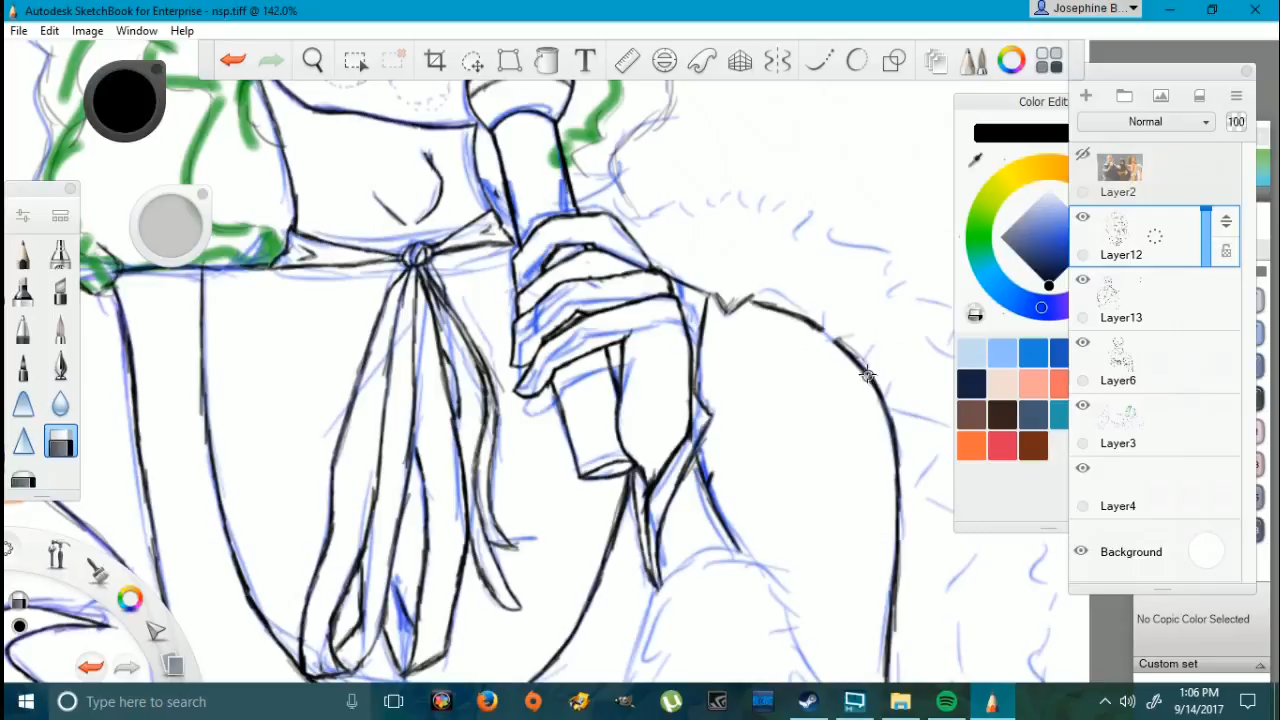 Autodesk SketchBook for Enterprise - nsp.tiff @ 142.0%
Josephine B...
File Edit Image Window Help
T
Color Edit
Normal
100
Layer2
Layer12
Layer13
Layer6
Layer3
Layer4
Background
No Copic Color Selected
Custom set
Type here to search
1:06 PM
9/14/2017